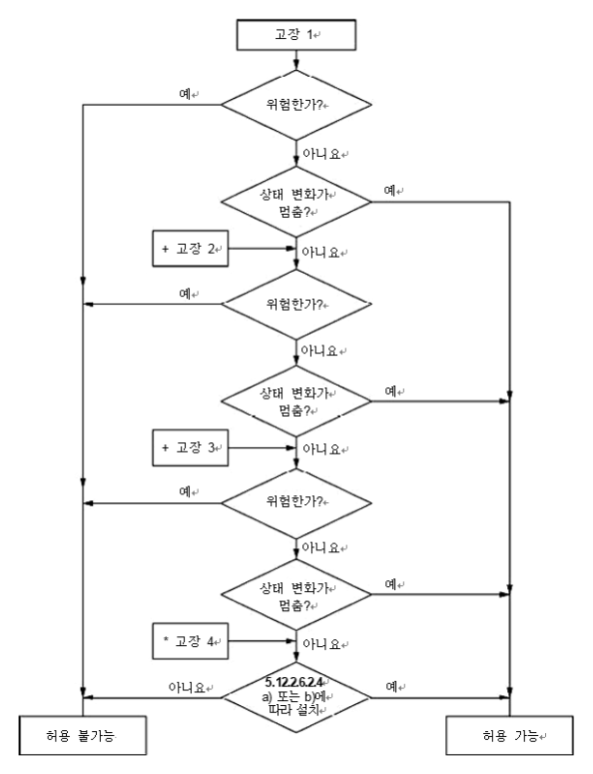 고장 1↵
예↵
위험한가?↵
아니요↵
상태 변화가↵
멈춤?↵
예↵
+ 고장 2↵
아니요↵
예↵
위험한가?↵
아니요↵
상태 변화가↵
멈춤?↵
예↵
+ 고장 3↵
아니요↵
예↵
위험한가?↵
아니요↵
상태 변화가↵
멈춤?↵
예↵
* 고장 4↵
아니요↵
아니요↵
5.12.2.6.2.4↵
a) 또는 b)에↵
따라 설치↵
예↵
허용 불가능↵
허용 가능↵